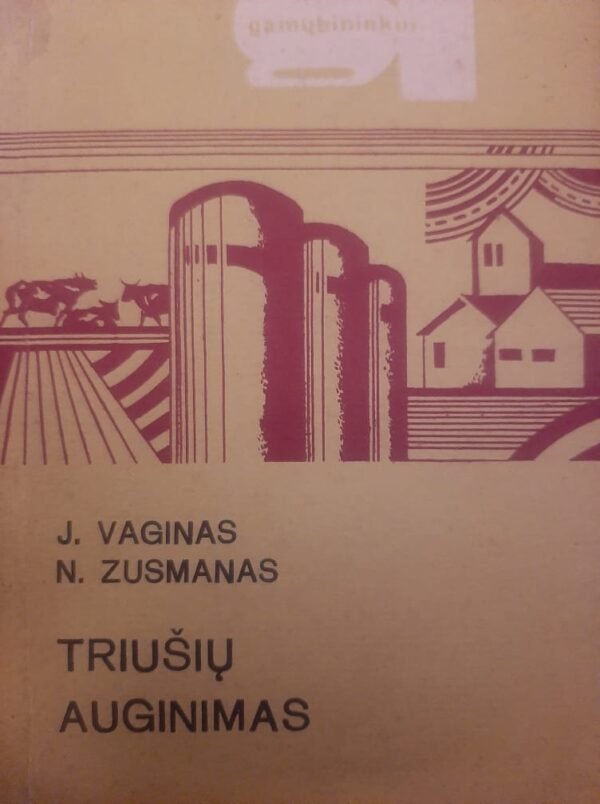 gamybininkui
J. VAGINAS
N. ZUSMANAS
TRIUŠIŲ
AUGINIMAS